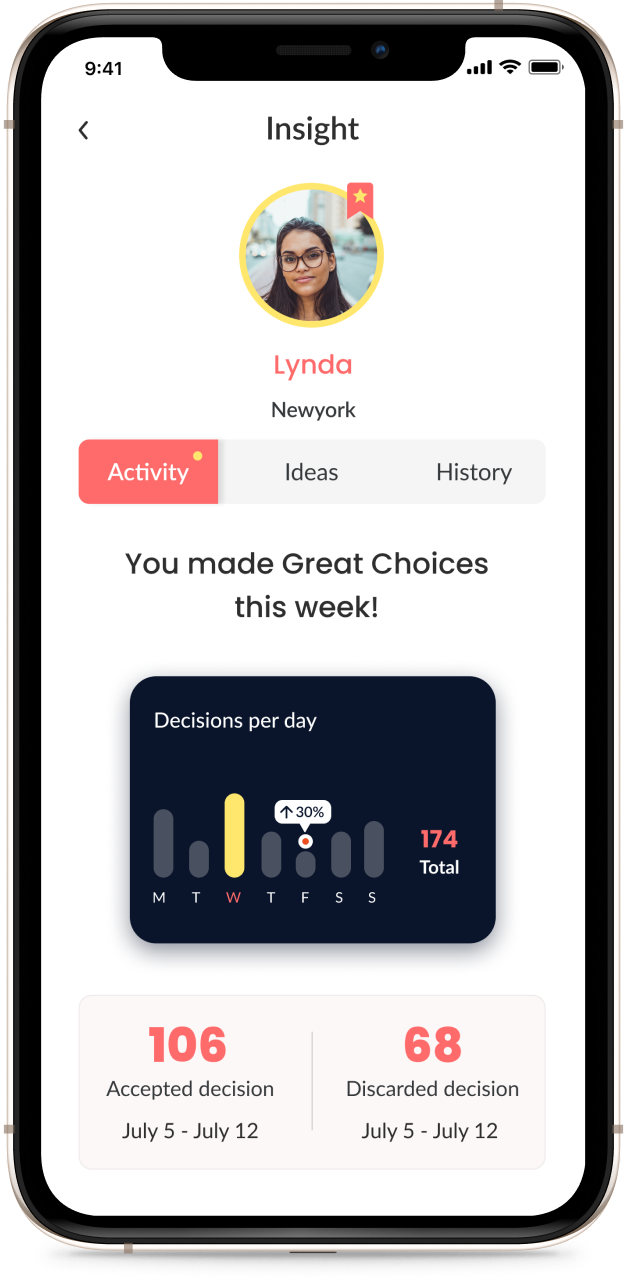 9:41
Insight
Lynda
Newyork
Activity Ideas History
You made Great Choices
this week!
Decisions per day
↑ 30%
174
Total
M T W T F S S
106 68
Accepted decision Discarded decision
July 5 - July 12 July 5 - July 12